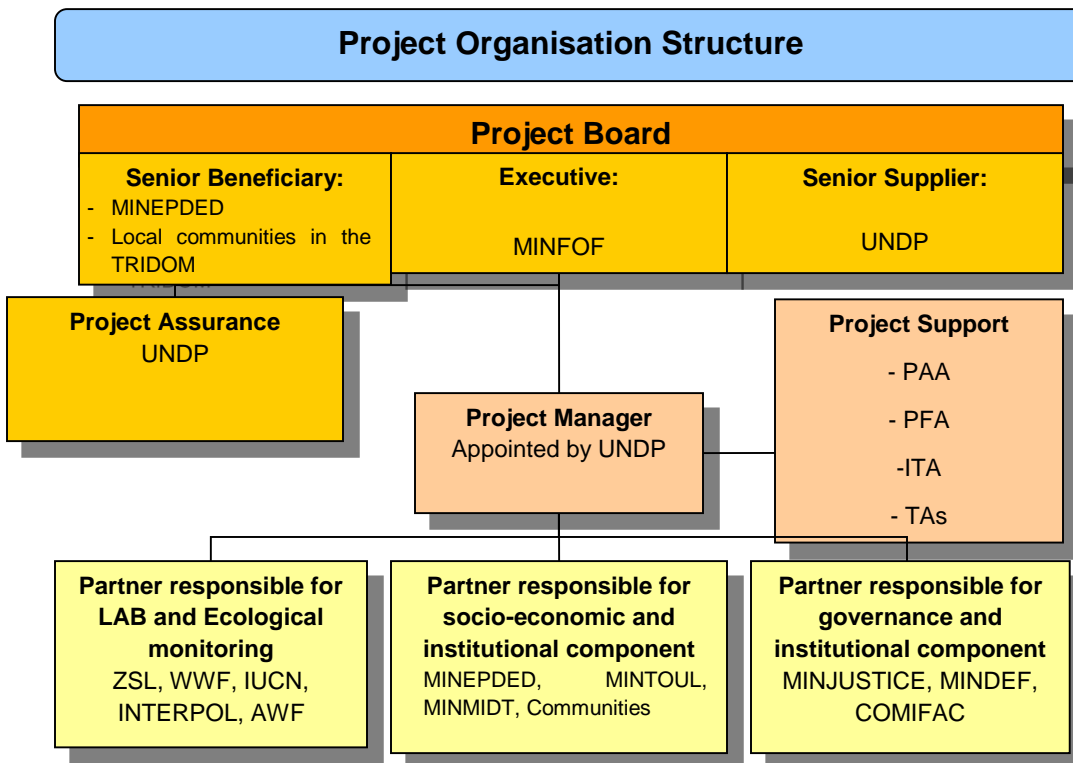 Project Organisation Structure
Project Board
Senior Beneficiary:
- MINEPDED
- Local communities in the
TRIDOM
Executive:
MINFOF
Senior Supplier:
UNDP
Project Assurance
UNDP
Project Support
- PAA
- PFA
-ITA
- TAs
Project Manager
Appointed by UNDP
Partner responsible for
LAB and Ecological
monitoring
ZSL, WWF, IUCN,
INTERPOL, AWF
Partner responsible for
socio-economic and
institutional component
MINEPDED, MINTOUL,
MINMIDT, Communities
Partner responsible for
governance and
institutional component
MINJUSTICE, MINDEF,
COMIFAC